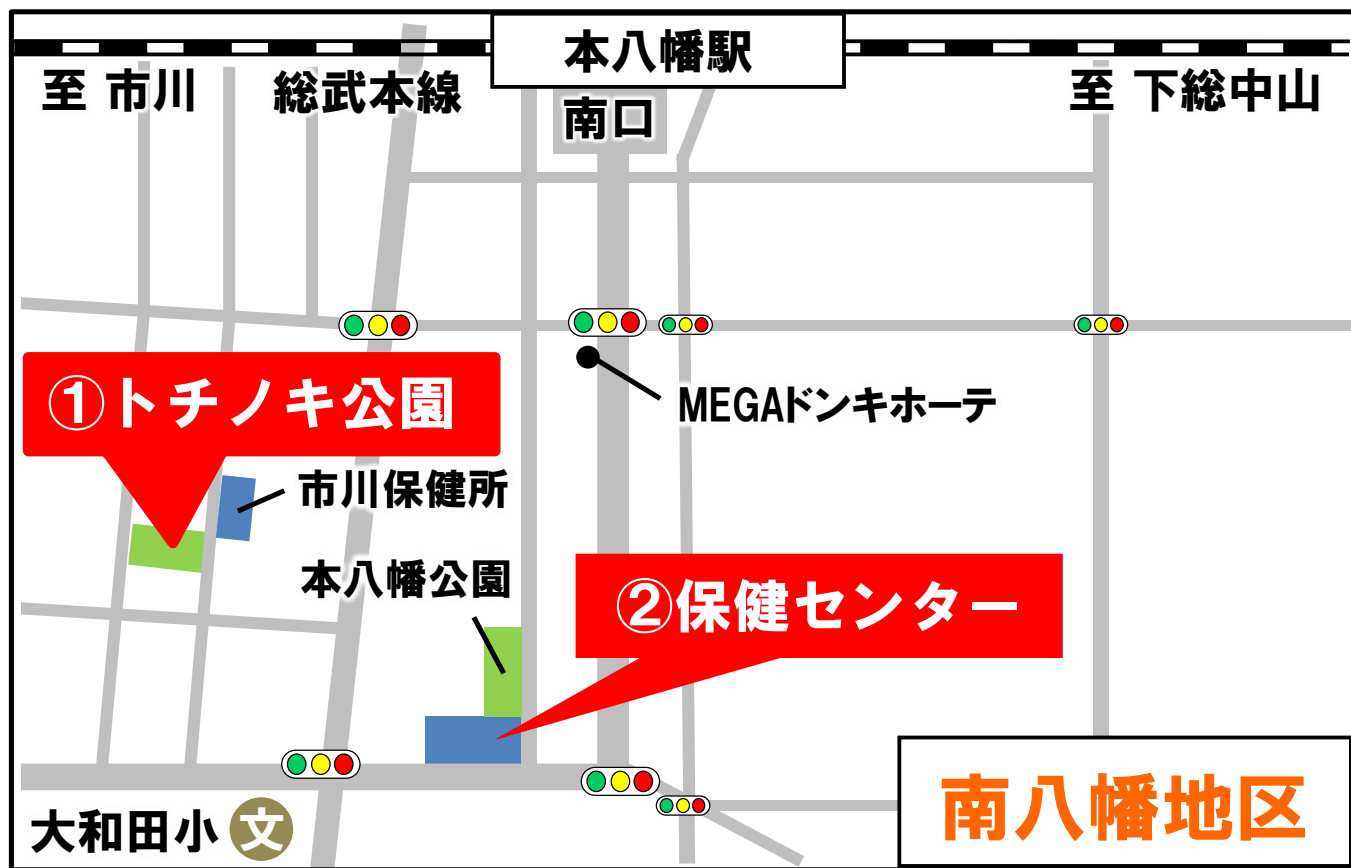 本八幡駅
至 市川
総武本線
南口
至 下総中山
①トチノキ公園
MEGAドンキホーテ
市川保健所
本八幡公園
②保健センター
大和田小 文
南八幡地区